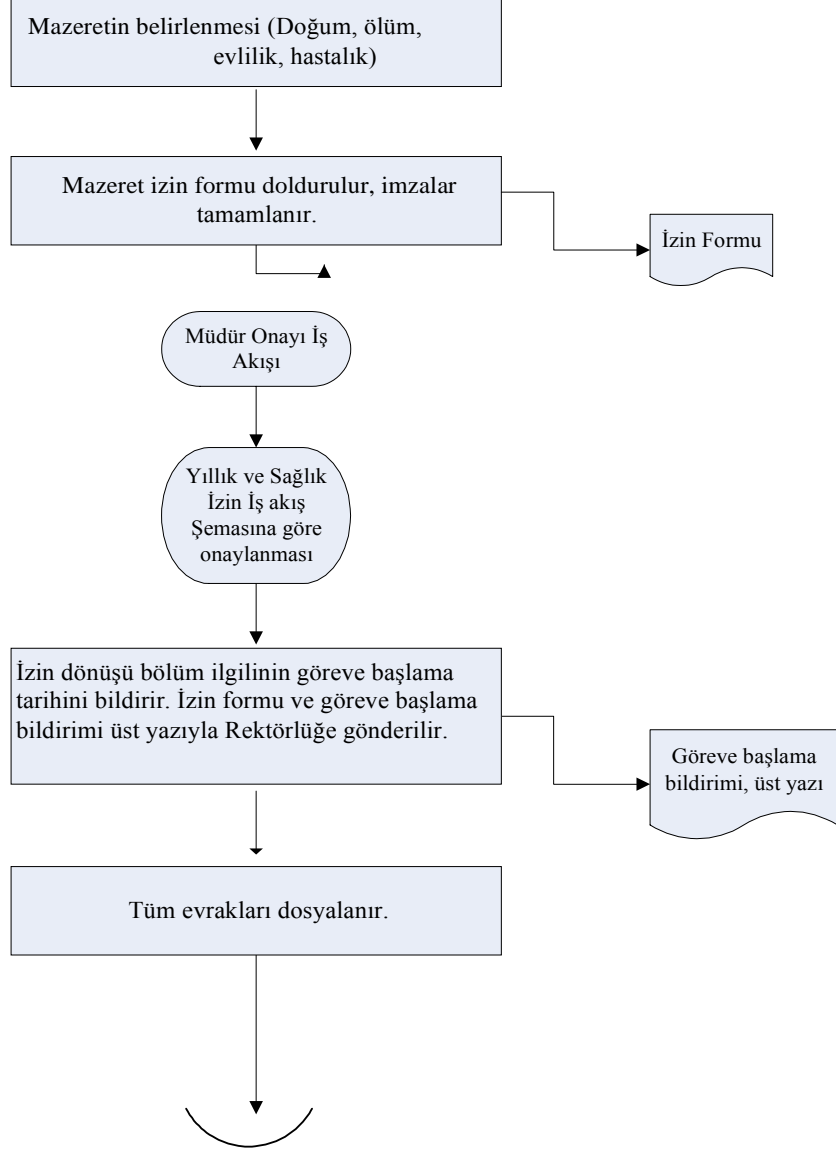 Mazeretin belirlenmesi (Doğum, ölüm,
evlilik, hastalık)
Mazeret izin formu doldurulur, imzalar
tamamlanır.
İzin Formu
Müdür Onayı İş
Akışı
Yıllık ve Sağlık
İzin İş akış
Şemasına göre
onaylanması
İzin dönüşü bölüm ilgilinin göreve başlama
tarihini bildirir. İzin formu ve göreve başlama
bildirimi üst yazıyla Rektörlüğe gönderilir.
Göreve başlama
bildirimi, üst yazı
Tüm evrakları dosyalanır.